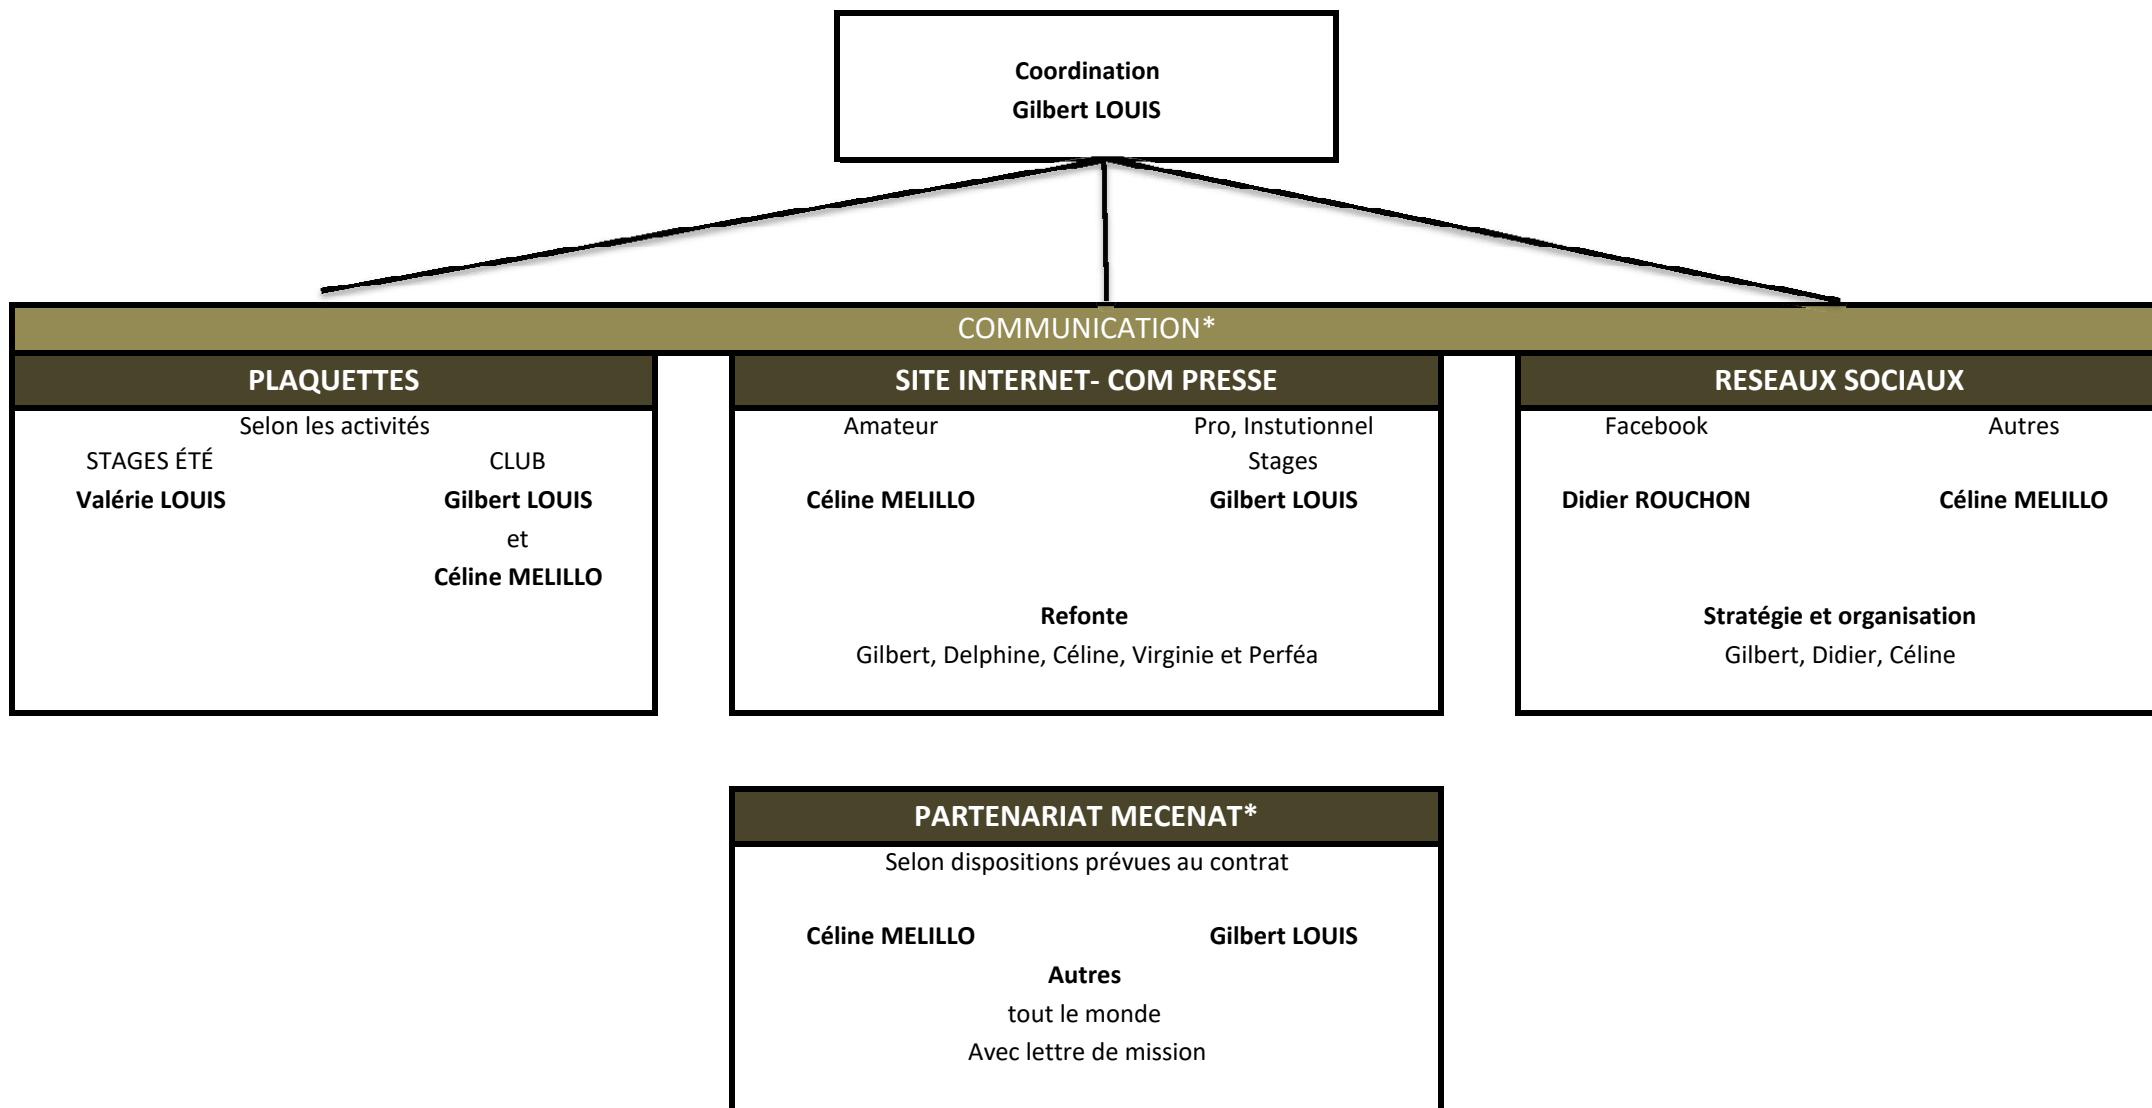 Coordination
Gilbert LOUIS
COMMUNICATION*
PLAQUETTES
Selon les activités
STAGES ÉTÉ CLUB
Valérie LOUIS Gilbert LOUIS
et
Céline MELILLO
SITE INTERNET- COM PRESSE
Amateur Pro, Instutionnel
Stages
Céline MELILLO Gilbert LOUIS
Refonte
Gilbert, Delphine, Céline, Virginie et Perféa
RESEAUX SOCIAUX
Facebook Autres
Didier ROUCHON Céline MELILLO
Stratégie et organisation
Gilbert, Didier, Céline
PARTENARIAT MECENAT*
Selon dispositions prévues au contrat
Céline MELILLO Gilbert LOUIS
Autres
tout le monde
Avec lettre de mission